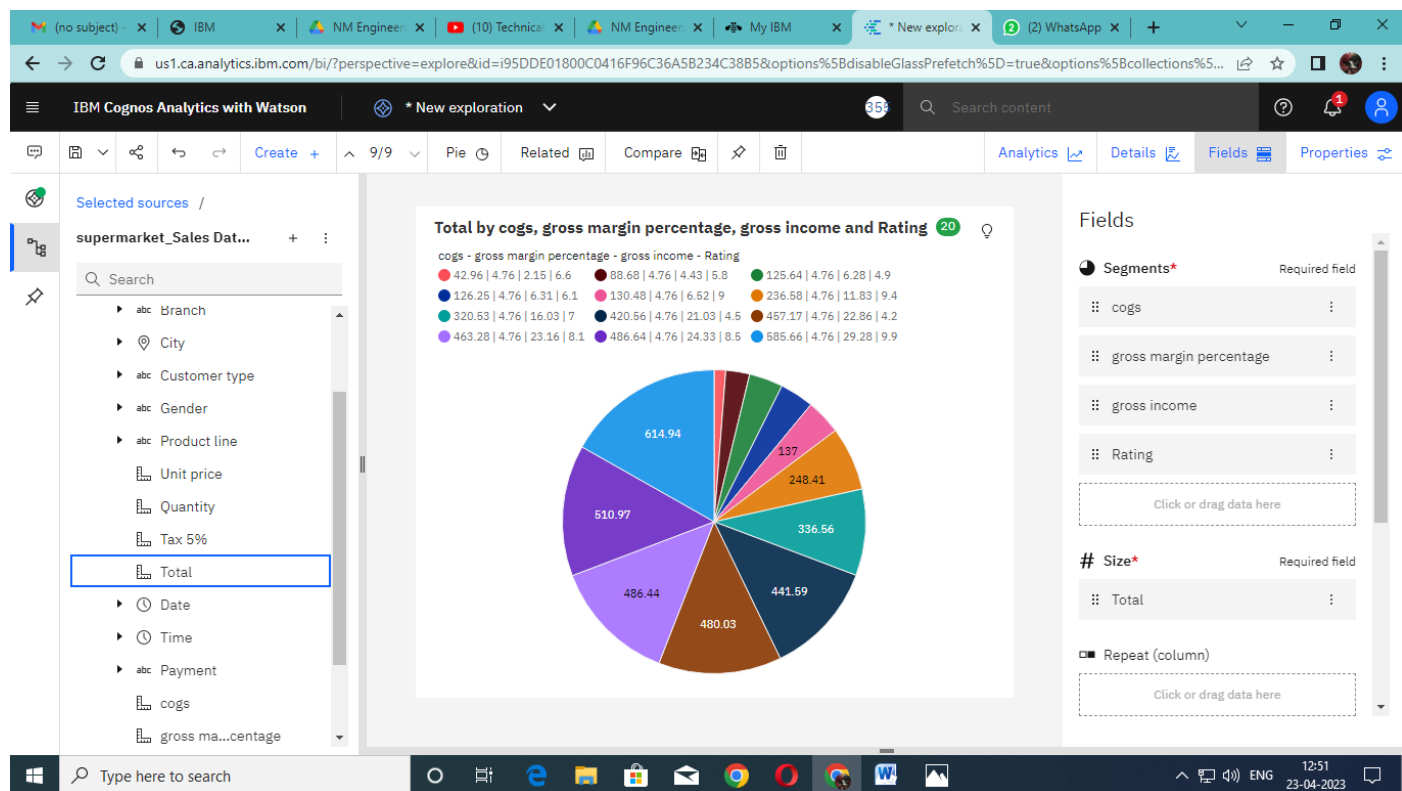 (no subject) -
IBM
NM Engineeri
(10) Technical
NM Engineeri
My IBM
* New explora
(2) WhatsApp
us1.ca.analytics.ibm.com/bi/?perspective=explore&id=i95DDE01800C0416F96C36A5B234C38B5&options%5BdisableGlassPrefetch%5D=true&options%5Bcollections%5...
IBM Cognos Analytics with Watson
* New exploration
355
Search content
1
Create +
9/9
Pie
Related
Compare
Analytics
Details
Fields
Properties
Selected sources /
supermarket_Sales Dat...
Search
abc Branch
City
abc Customer type
abc Gender
abc Product line
Unit price
Quantity
Tax 5%
Total
Date
Time
abc Payment
cogs
gross ma...centage
Total by cogs, gross margin percentage, gross income and Rating 20
cogs - gross margin percentage - gross income - Rating
42.96 | 4.76 | 2.15 | 6.6 88.68 | 4.76 | 4.43 | 5.8 125.64 | 4.76 | 6.28 | 4.9
126.25 | 4.76 | 6.31 | 6.1 130.48 | 4.76 | 6.52 | 9 236.58 | 4.76 | 11.83 | 9.4
320.53 | 4.76 | 16.03 | 7 420.56 | 4.76 | 21.03 | 4.5 457.17 | 4.76 | 22.86 | 4.2
463.28 | 4.76 | 23.16 | 8.1 486.64 | 4.76 | 24.33 | 8.5 585.66 | 4.76 | 29.28 | 9.9
614.94
137
248.41
510.97
336.56
486.44
441.59
480.03
Fields
Segments* Required field
cogs
gross margin percentage
gross income
Rating
Click or drag data here
# Size* Required field
Total
Repeat (column)
Click or drag data here
Type here to search
ENG
12:51
23-04-2023